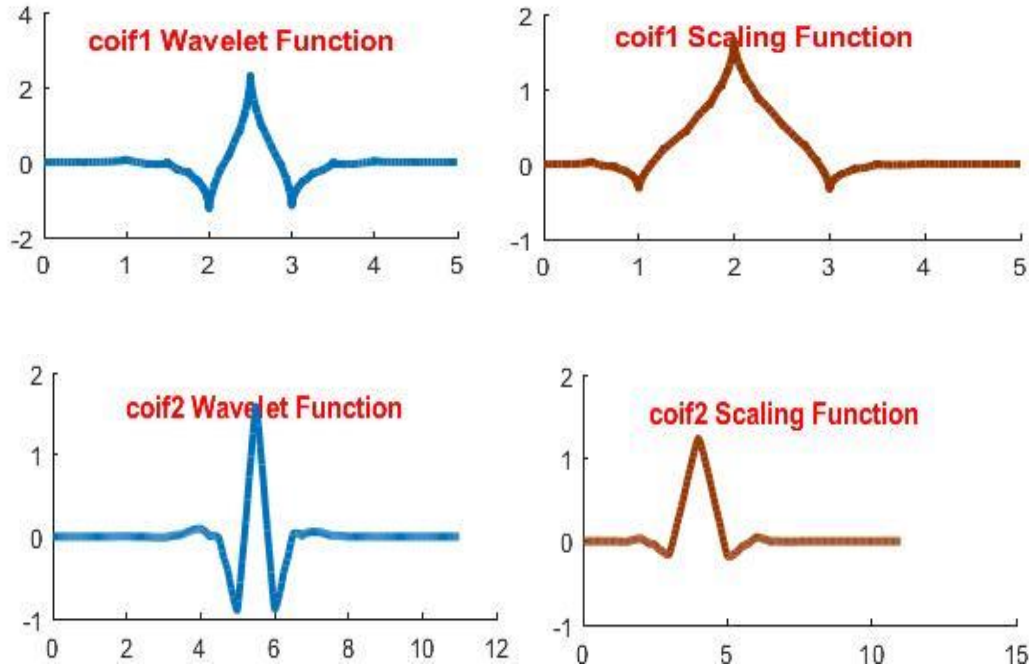 4
2
0
-2
0 1 2 3 4 5
coif1 Wavelet Function
2
1
0
-1
0 1 2 3 4 5
coif1 Scaling Function
2
1
0
-1
0 2 4 6 8 10 12
coif2 Wavelet Function
2
1
0
-1
0 5 10 15
coif2 Scaling Function